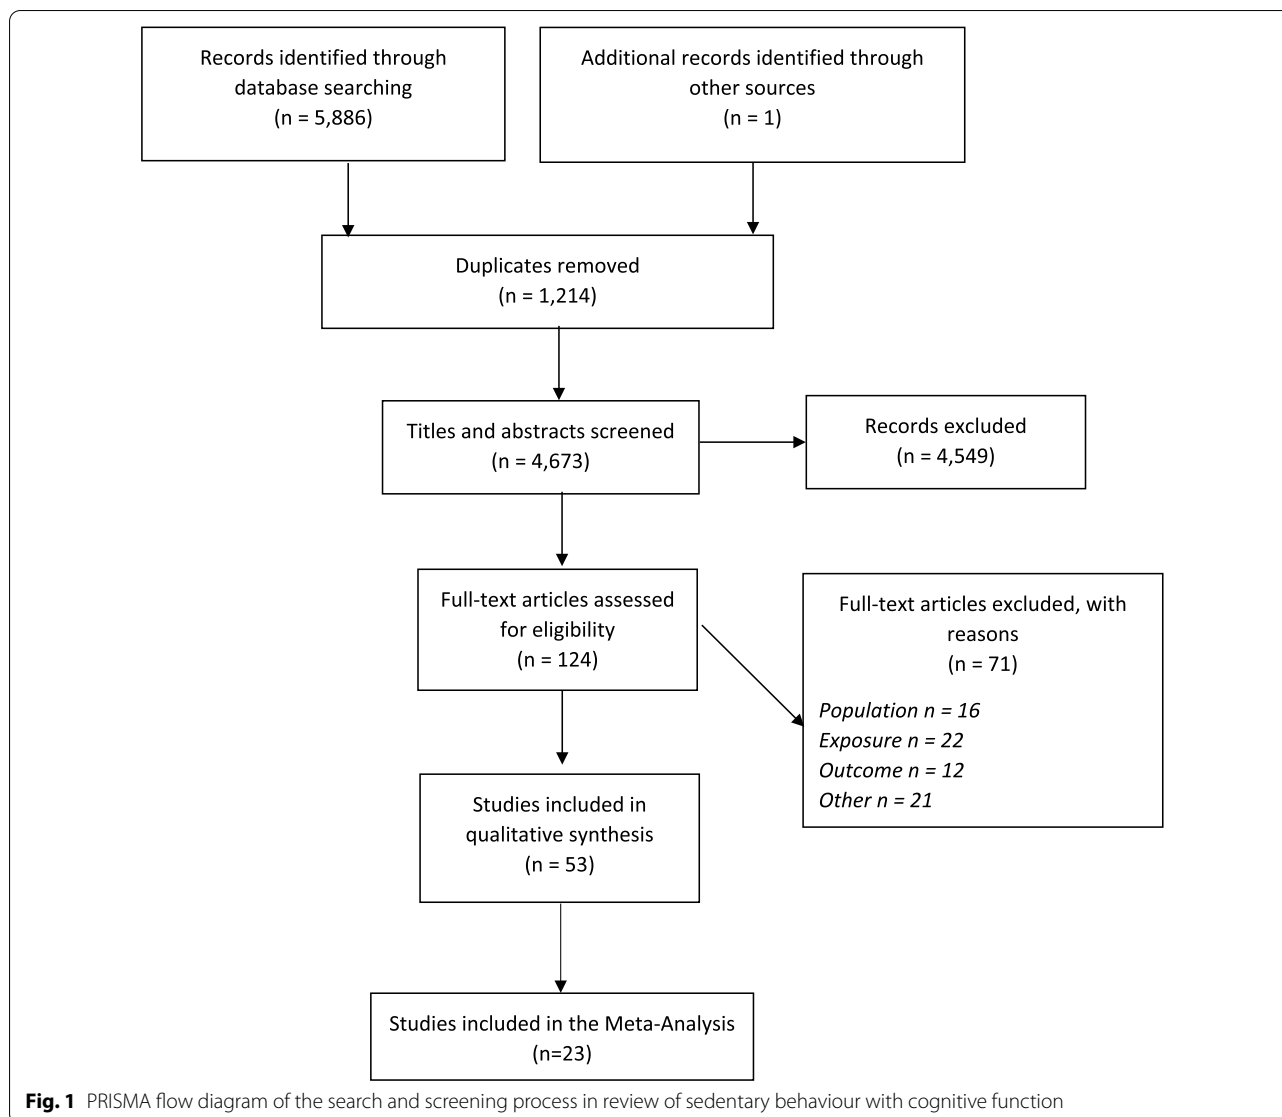 Records identified through
database searching
(n = 5,886)
Additional records identified through
other sources
(n = 1)
Duplicates removed
(n = 1,214)
Titles and abstracts screened
(n = 4,673)
Records excluded
(n = 4,549)
Full-text articles assessed
for eligibility
(n = 124)
Full-text articles excluded, with
reasons
(n = 71)
Population n = 16
Exposure n = 22
Outcome n = 12
Other n = 21
Studies included in
qualitative synthesis
(n = 53)
Studies included in the Meta-Analysis
(n=23)
Fig. 1 PRISMA flow diagram of the search and screening process in review of sedentary behaviour with cognitive function